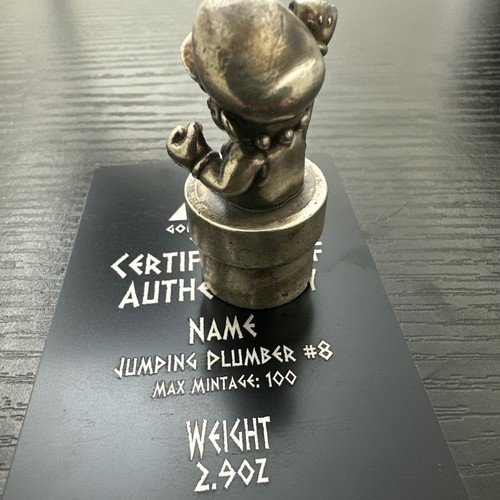 CERTIF
AUTHE
NAME
JUMPING PLUMBER #8
MAX MINTAGE: 100
WEIGHT
2.9OZ